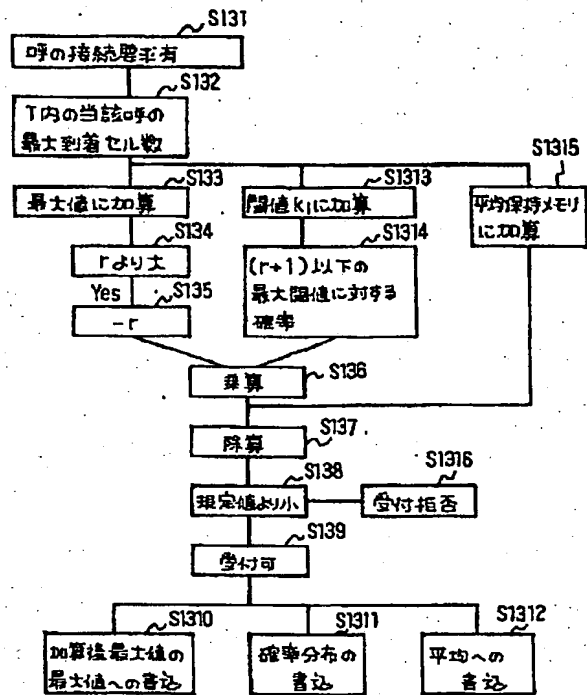 S131
呼の接続要求有
S132
T内の当該呼の
最大到着セル数
S133
最大値に加算
S1313
閾値k1に加算
S1315
平均保持メモリ
に加算
S134
rより大
S1314
(r+1)以下の
最大閾値に対する
確率
Yes
S135
-r
S136
乗算
S137
除算
S138
規定値より小
S1316
受付拒否
S139
受付可
S1310
加算後最大値の
最大値への書込
S1311
確率分布の
書込
S1312
平均への
書込